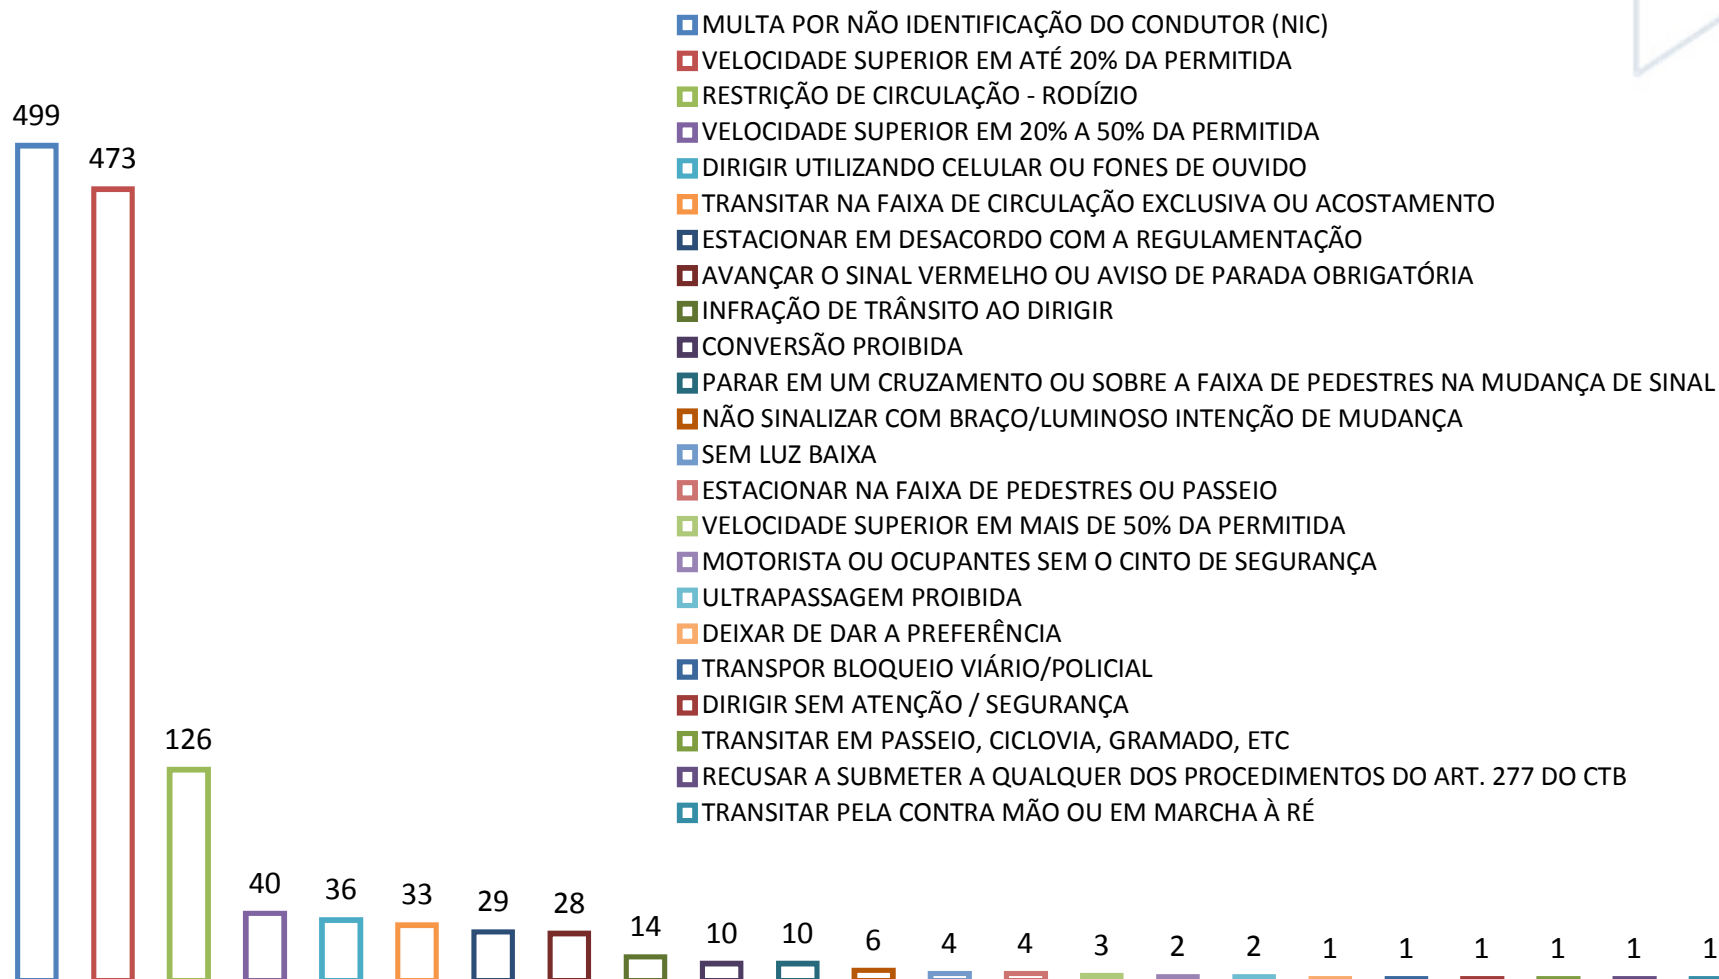 MULTA POR NÃO IDENTIFICAÇÃO DO CONDUTOR (NIC)
VELOCIDADE SUPERIOR EM ATÉ 20% DA PERMITIDA
RESTRIÇÃO DE CIRCULAÇÃO - RODÍZIO
VELOCIDADE SUPERIOR EM 20% A 50% DA PERMITIDA
DIRIGIR UTILIZANDO CELULAR OU FONES DE OUVIDO
TRANSITAR NA FAIXA DE CIRCULAÇÃO EXCLUSIVA OU ACOSTAMENTO
ESTACIONAR EM DESACORDO COM A REGULAMENTAÇÃO
AVANÇAR O SINAL VERMELHO OU AVISO DE PARADA OBRIGATÓRIA
INFRAÇÃO DE TRÂNSITO AO DIRIGIR
CONVERSÃO PROIBIDA
PARAR EM UM CRUZAMENTO OU SOBRE A FAIXA DE PEDESTRES NA MUDANÇA DE SINAL
NÃO SINALIZAR COM BRAÇO/LUMINOSO INTENÇÃO DE MUDANÇA
SEM LUZ BAIXA
ESTACIONAR NA FAIXA DE PEDESTRES OU PASSEIO
VELOCIDADE SUPERIOR EM MAIS DE 50% DA PERMITIDA
MOTORISTA OU OCUPANTES SEM O CINTO DE SEGURANÇA
ULTRAPASSAGEM PROIBIDA
DEIXAR DE DAR A PREFERÊNCIA
TRANSPOR BLOQUEIO VIÁRIO/POLICIAL
DIRIGIR SEM ATENÇÃO / SEGURANÇA
TRANSITAR EM PASSEIO, CICLOVIA, GRAMADO, ETC
RECUSAR A SUBMETER A QUALQUER DOS PROCEDIMENTOS DO ART. 277 DO CTB
TRANSITAR PELA CONTRA MÃO OU EM MARCHA À RÉ
499
473
126
40
36
33
29
28
14
10
10
6
4
4
3
2
2
1
1
1
1
1
1